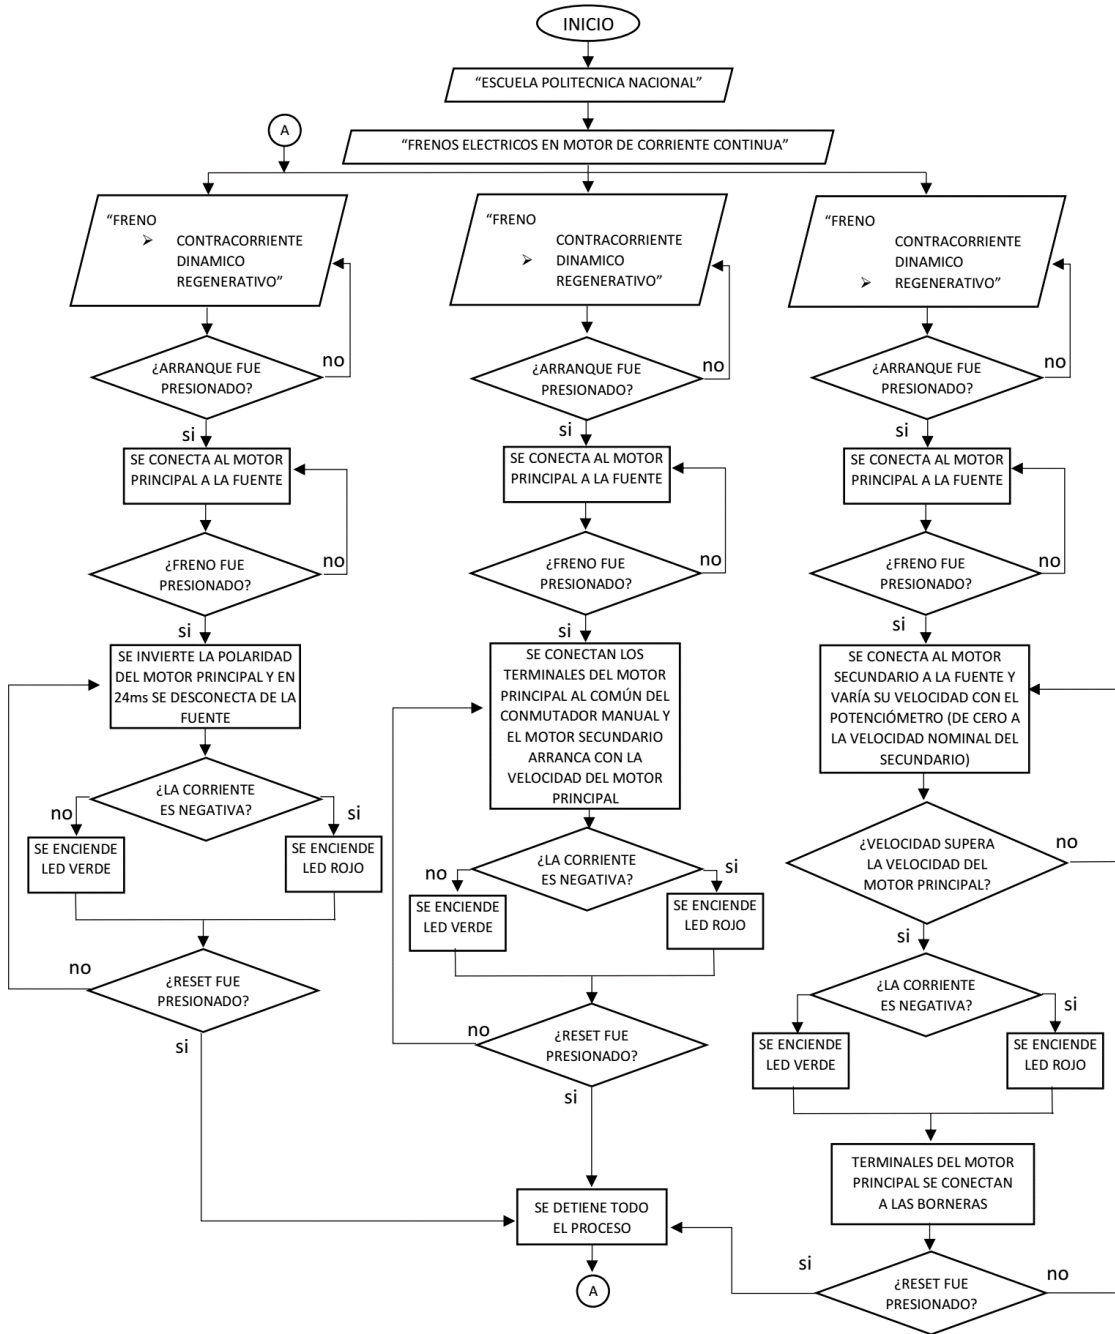 INICIO
“ESCUELA POLITECNICA NACIONAL”
A
“FRENOS ELECTRICOS EN MOTOR DE CORRIENTE CONTINUA”
“FRENO
➢ CONTRACORRIENTE
DINAMICO
REGENERATIVO”
¿ARRANQUE FUE
PRESIONADO?
no
si
SE CONECTA AL MOTOR
PRINCIPAL A LA FUENTE
¿FRENO FUE
PRESIONADO?
no
si
SE INVIERTE LA POLARIDAD
DEL MOTOR PRINCIPAL Y EN
24ms SE DESCONECTA DE LA
FUENTE
¿LA CORRIENTE
ES NEGATIVA?
no
si
SE ENCIENDE
LED VERDE
SE ENCIENDE
LED ROJO
¿RESET FUE
PRESIONADO?
no
si
“FRENO
CONTRACORRIENTE
➢ DINAMICO
REGENERATIVO”
¿ARRANQUE FUE
PRESIONADO?
no
si
SE CONECTA AL MOTOR
PRINCIPAL A LA FUENTE
¿FRENO FUE
PRESIONADO?
no
si
SE CONECTAN LOS
TERMINALES DEL MOTOR
PRINCIPAL AL COMÚN DEL
CONMUTADOR MANUAL Y
EL MOTOR SECUNDARIO
ARRANCA CON LA
VELOCIDAD DEL MOTOR
PRINCIPAL
¿LA CORRIENTE
ES NEGATIVA?
no
si
SE ENCIENDE
LED VERDE
SE ENCIENDE
LED ROJO
¿RESET FUE
PRESIONADO?
no
si
SE DETIENE TODO
EL PROCESO
A
“FRENO
CONTRACORRIENTE
DINAMICO
➢ REGENERATIVO”
¿ARRANQUE FUE
PRESIONADO?
no
si
SE CONECTA AL MOTOR
PRINCIPAL A LA FUENTE
¿FRENO FUE
PRESIONADO?
no
si
SE CONECTA AL MOTOR
SECUNDARIO A LA FUENTE Y
VARÍA SU VELOCIDAD CON EL
POTENCIÓMETRO (DE CERO A
LA VELOCIDAD NOMINAL DEL
SECUNDARIO)
¿VELOCIDAD SUPERA
LA VELOCIDAD DEL
MOTOR PRINCIPAL?
no
si
¿LA CORRIENTE
ES NEGATIVA?
no
si
SE ENCIENDE
LED VERDE
SE ENCIENDE
LED ROJO
TERMINALES DEL MOTOR
PRINCIPAL SE CONECTAN
A LAS BORNERAS
¿RESET FUE
PRESIONADO?
si
no